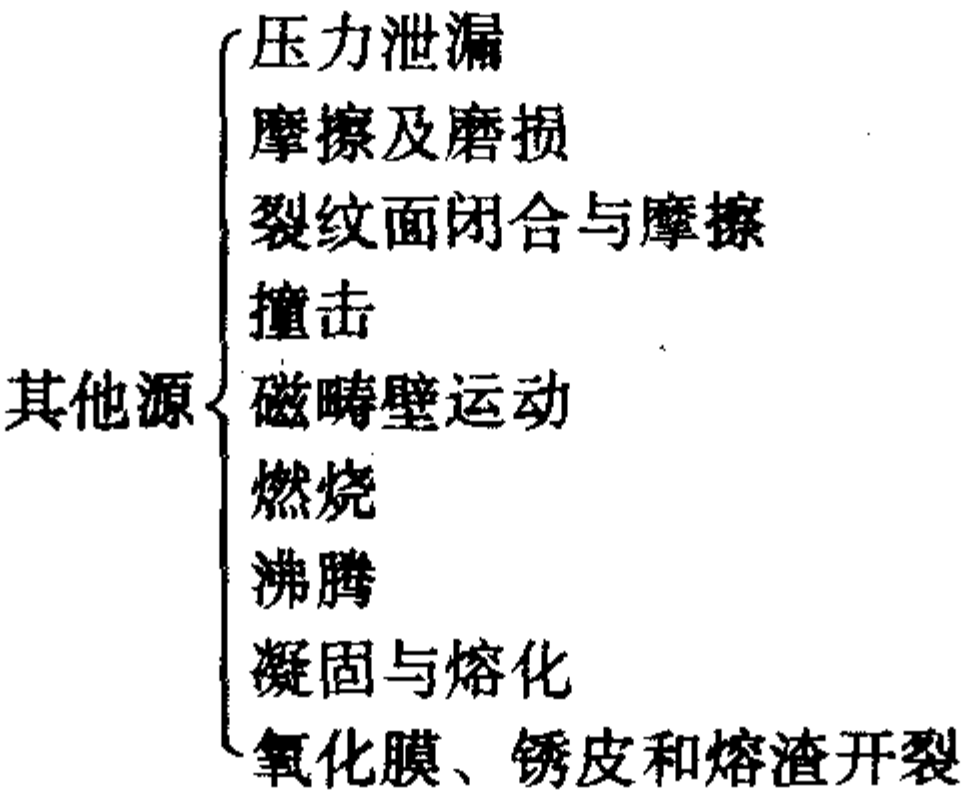 压力泄漏
摩擦及磨损
裂纹面闭合与摩擦
撞击
其他源 磁畴壁运动
燃烧
沸腾
凝固与熔化
氧化膜、锈皮和熔渣开裂